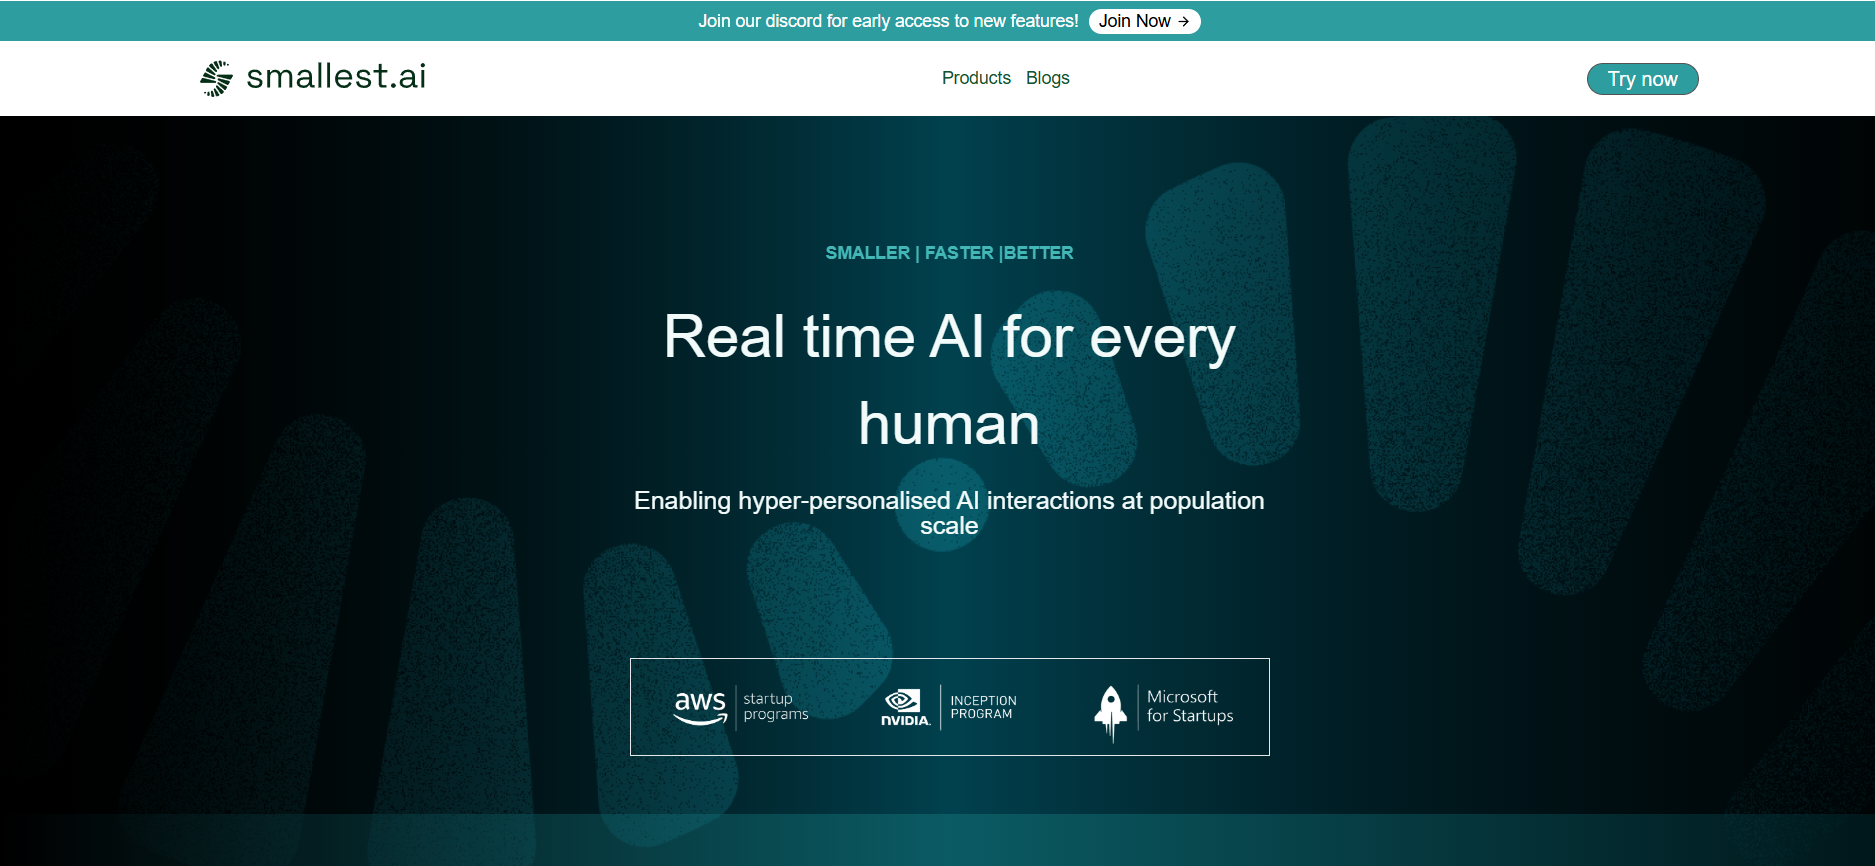 Join our discord for early access to new features! Join Now →
smallest.ai
Products Blogs
Try now
SMALLER | FASTER |BETTER
Real time AI for every
human
Enabling hyper-personalised AI interactions at population
scale
aws startup programs
NVIDIA. INCEPTION PROGRAM
Microsoft for Startups